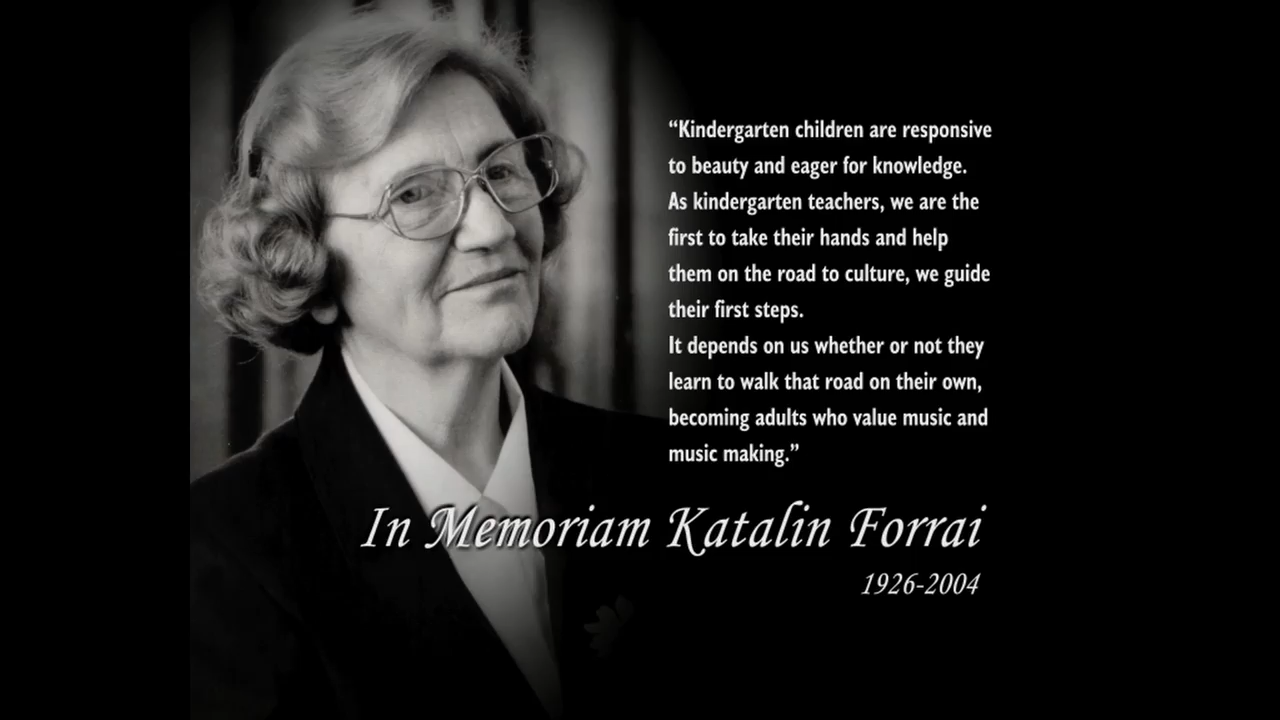 “Kindergarten children are responsive
to beauty and eager for knowledge.
As kindergarten teachers, we are the
first to take their hands and help
them on the road to culture, we guide
their first steps.
It depends on us whether or not they
learn to walk that road on their own,
becoming adults who value music and
music making.”
In Memoriam Katalin Forrai
1926-2004